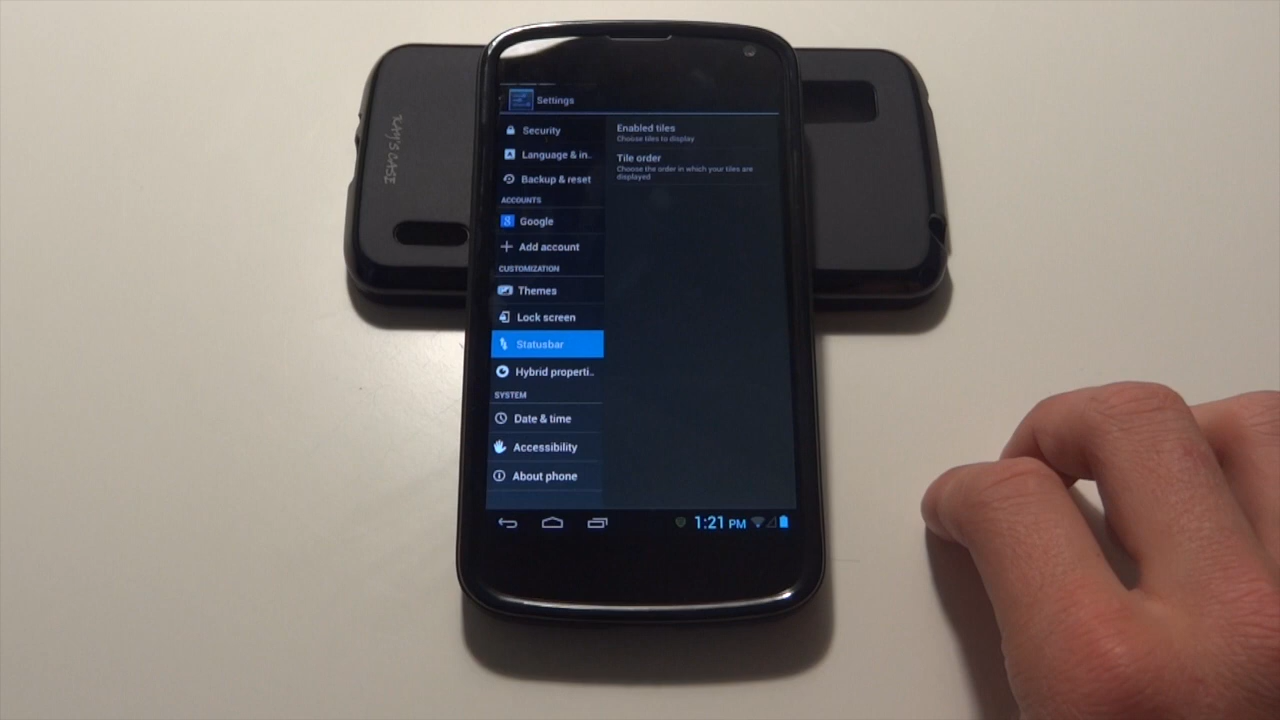 RAY'S CASE
Settings
Security
Language & in..
Backup & reset
ACCOUNTS
Google
Add account
CUSTOMIZATION
Themes
Lock screen
Statusbar
Hybrid properti..
SYSTEM
Date & time
Accessibility
About phone
Enabled tiles
Choose tiles to display
Tile order
Choose the order in which your tiles are
displayed
1:21 PM